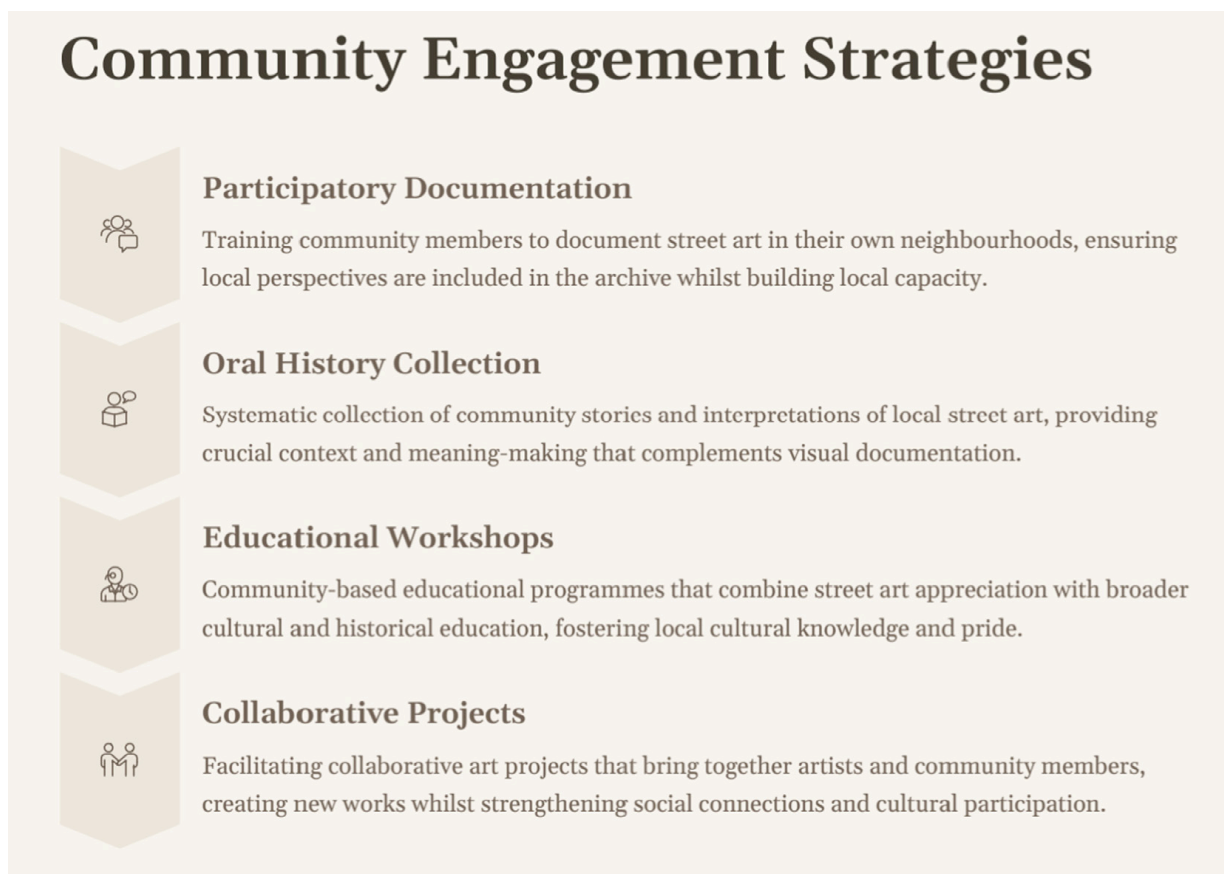 Community Engagement Strategies
Participatory Documentation
Training community members to document street art in their own neighbourhoods, ensuring
local perspectives are included in the archive whilst building local capacity.
Oral History Collection
Systematic collection of community stories and interpretations of local street art, providing
crucial context and meaning-making that complements visual documentation.
Educational Workshops
Community-based educational programmes that combine street art appreciation with broader
cultural and historical education, fostering local cultural knowledge and pride.
Collaborative Projects
Facilitating collaborative art projects that bring together artists and community members,
creating new works whilst strengthening social connections and cultural participation.